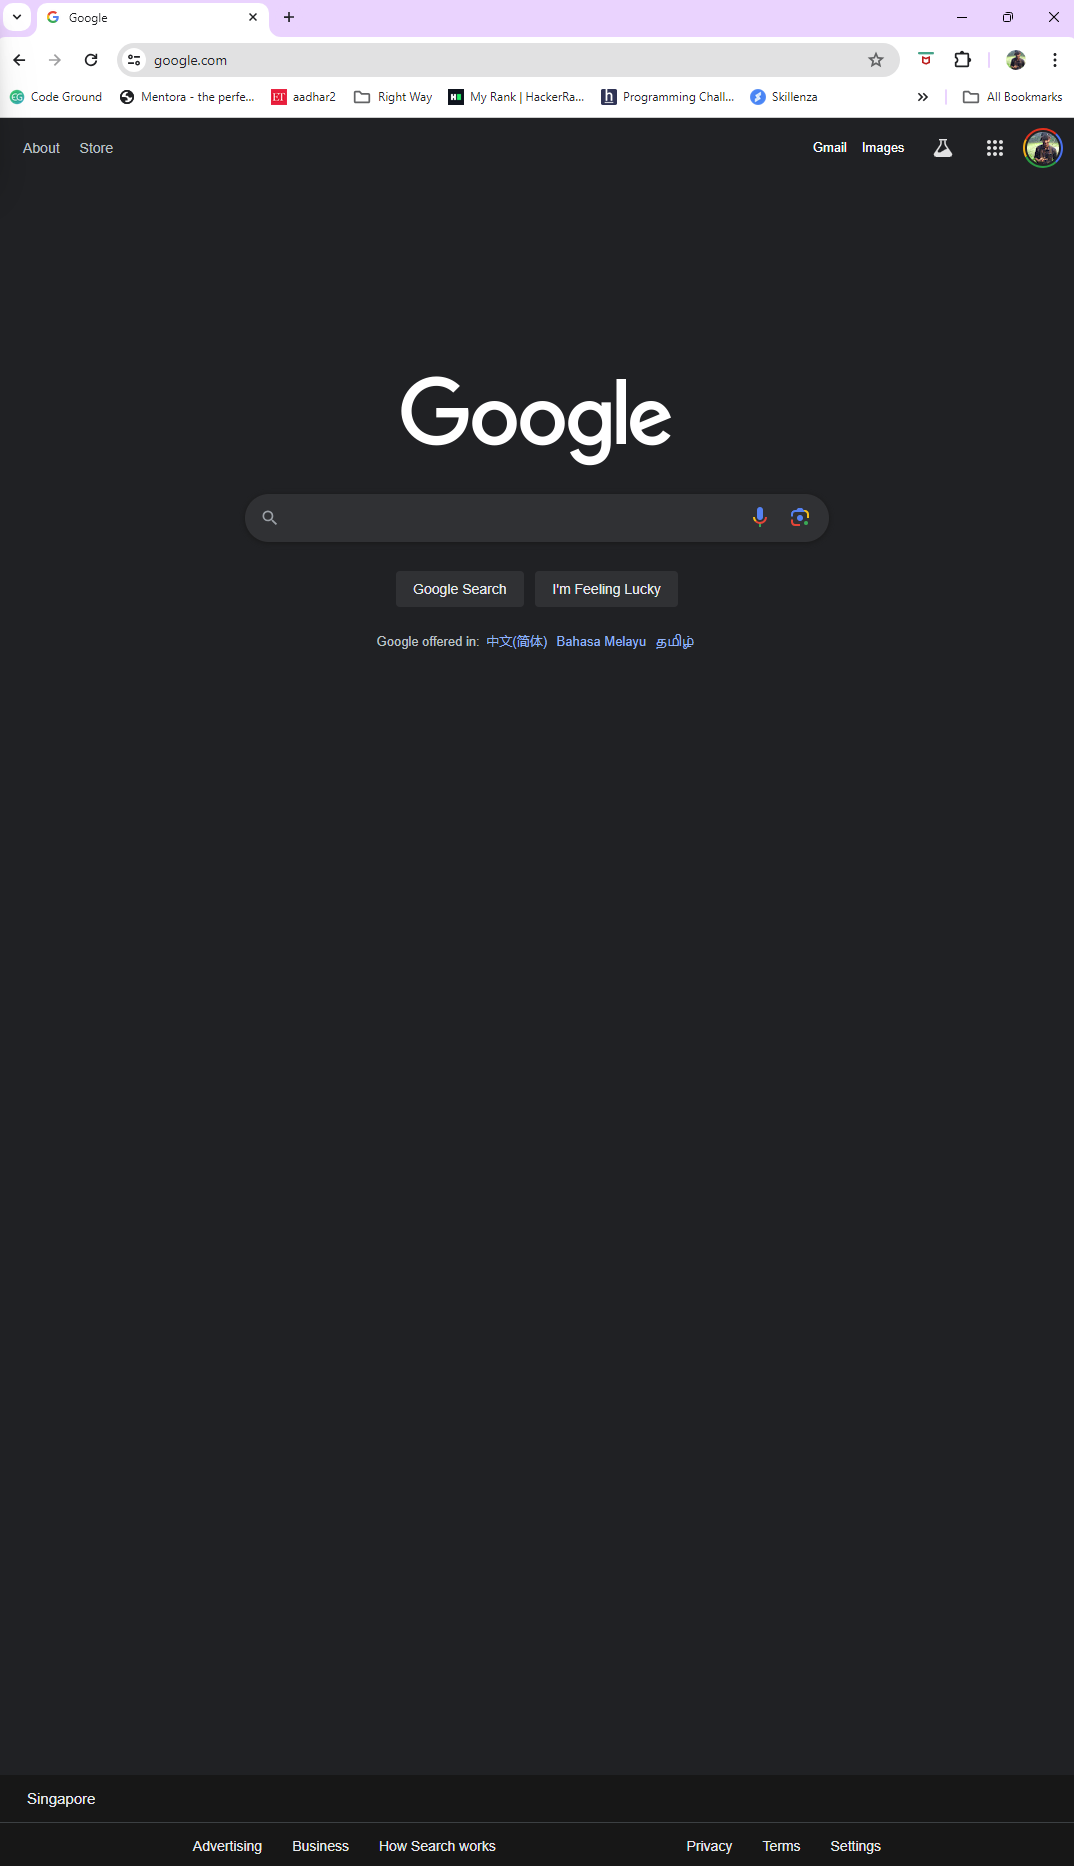 Google
google.com
Code Ground Mentora - the perfe... ET aadhar2 Right Way My Rank | HackerRa... h Programming Chall... Skillenza » All Bookmarks
About Store Gmail Images
Google
Google Search I'm Feeling Lucky
Google offered in: 中文(简体) Bahasa Melayu தமிழ்
Singapore
Advertising Business How Search works Privacy Terms Settings